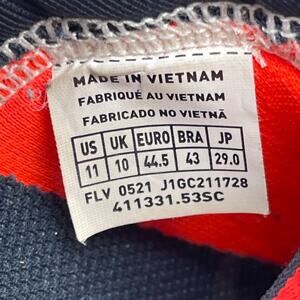 MADE IN VIETNAM
FABRIQUÉ AU VIETNAM
FABRICADO NO VIETNÃ
US UK EURO BRA JP
11 10 44.5 43 29.0
FLV 0521 J1GC211728
411331.53SC